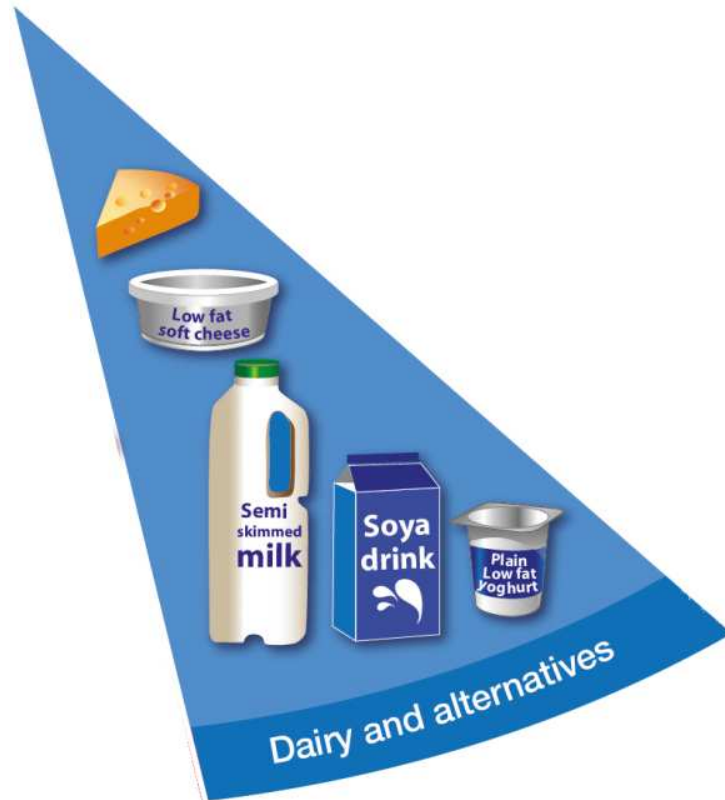 Low fat
soft cheese
Semi
skimmed
milk
Soya
drink
Plain
Low fat
yoghurt
Dairy and alternatives